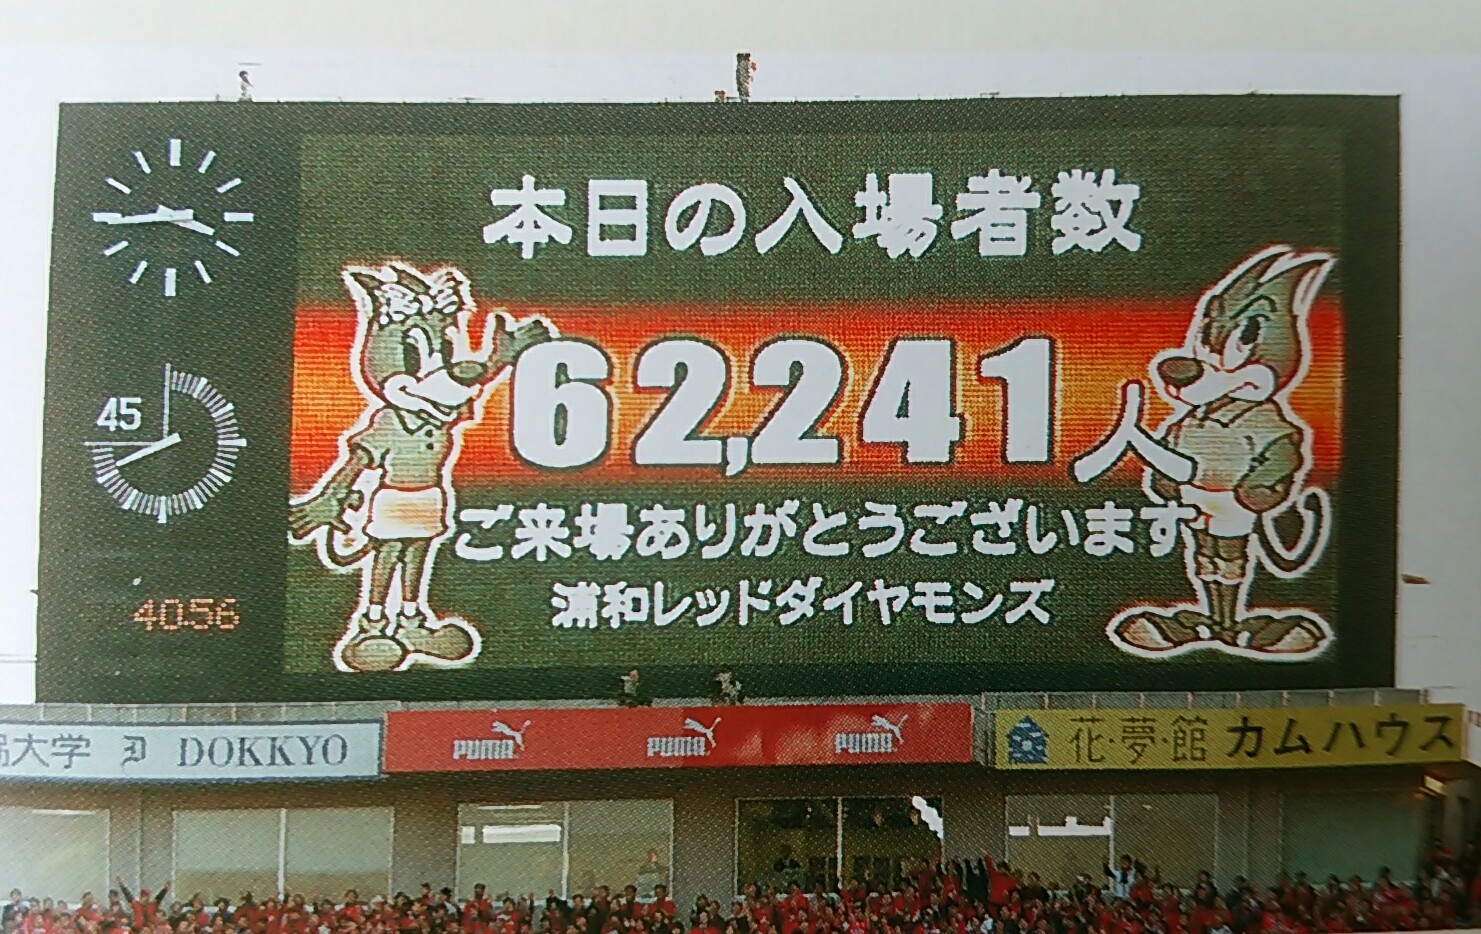 本日の入場者数
62,241人
ご来場ありがとうございます
浦和レッドダイヤモンズ
45
40:56
大学 DOKKYO
PUMA PUMA PUMA
花・夢・館 カムハウス